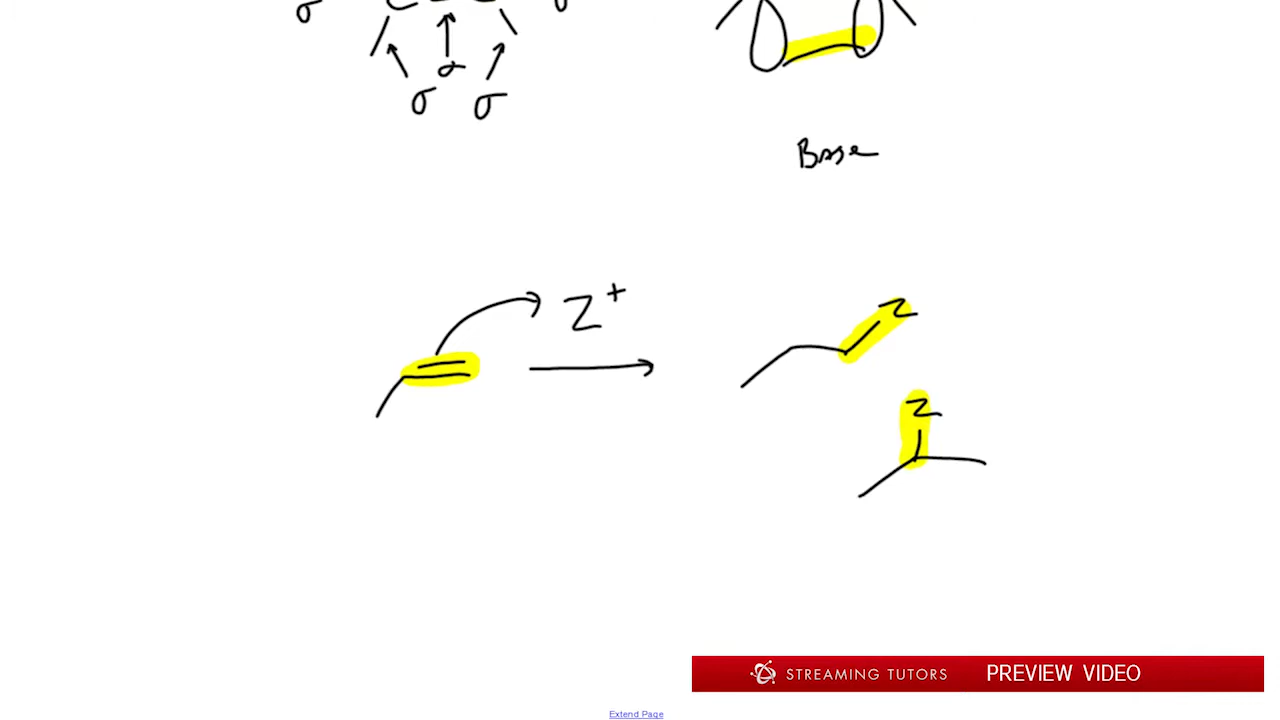 σ
C
C
σ
σ
σ
σ
Base
Z+
Z
Z
STREAMING TUTORS PREVIEW VIDEO
Extend Page